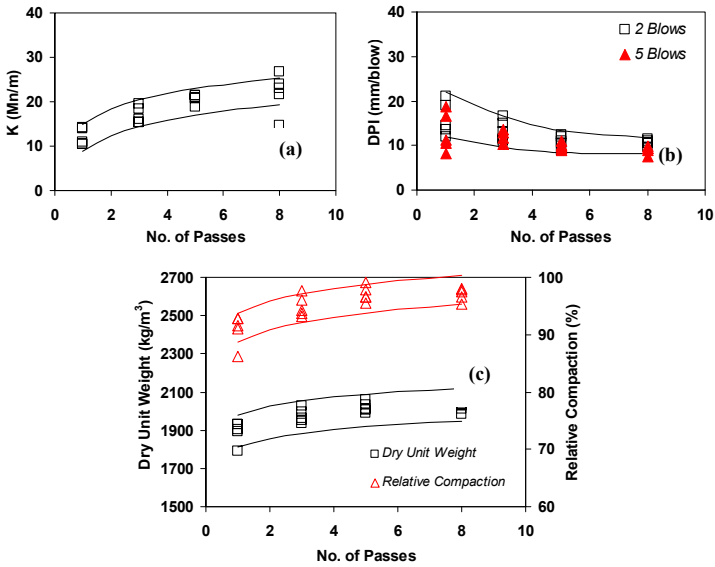 40
30
20
10
0
0 2 4 6 8 10
K (Mn/m)
No. of Passes
(a)
40
30
20
10
0
0 2 4 6 8 10
DPI (mm/blow)
No. of Passes
2 Blows
5 Blows
(b)
2700
2500
2300
2100
1900
1700
1500
0 2 4 6 8 10
Dry Unit Weight (kg/m³)
No. of Passes
100
90
80
70
60
Relative Compaction (%)
(c)
Dry Unit Weight
Relative Compaction